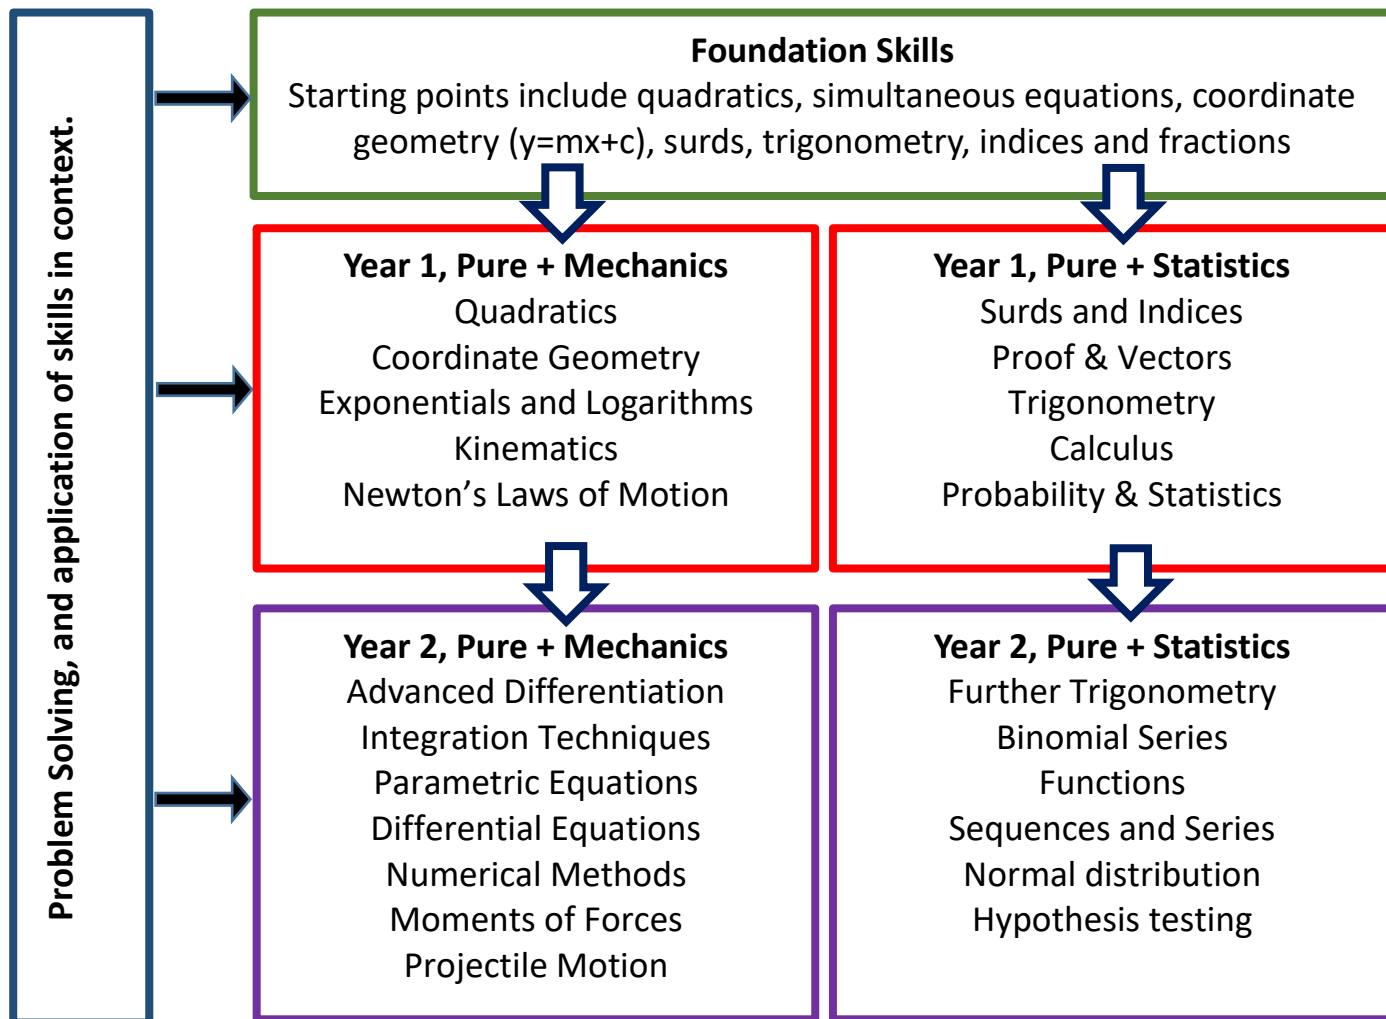 Problem Solving, and application of skills in context.
Foundation Skills
Starting points include quadratics, simultaneous equations, coordinate
geometry (y=mx+c), surds, trigonometry, indices and fractions
Year 1, Pure + Mechanics
Quadratics
Coordinate Geometry
Exponentials and Logarithms
Kinematics
Newton’s Laws of Motion
Year 1, Pure + Statistics
Surds and Indices
Proof & Vectors
Trigonometry
Calculus
Probability & Statistics
Year 2, Pure + Mechanics
Advanced Differentiation
Integration Techniques
Parametric Equations
Differential Equations
Numerical Methods
Moments of Forces
Projectile Motion
Year 2, Pure + Statistics
Further Trigonometry
Binomial Series
Functions
Sequences and Series
Normal distribution
Hypothesis testing